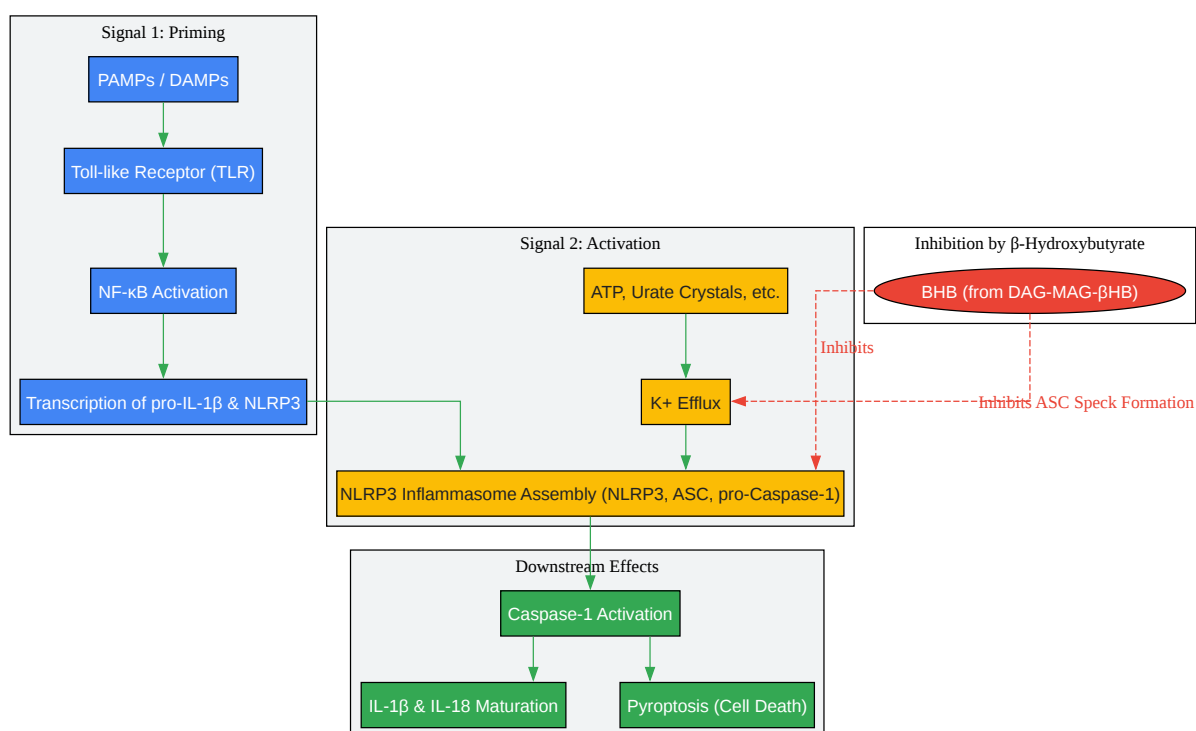 Signal 1: Priming
PAMPs / DAMPs
Toll-like Receptor (TLR)
NF-κB Activation
Transcription of pro-IL-1β & NLRP3
Signal 2: Activation
ATP, Urate Crystals, etc.
K+ Efflux
NLRP3 Inflammasome Assembly (NLRP3, ASC, pro-Caspase-1)
Inhibition by β-Hydroxybutyrate
BHB (from DAG-MAG-βHB)
Inhibits
Inhibits ASC Speck Formation
Downstream Effects
Caspase-1 Activation
IL-1β & IL-18 Maturation
Pyroptosis (Cell Death)